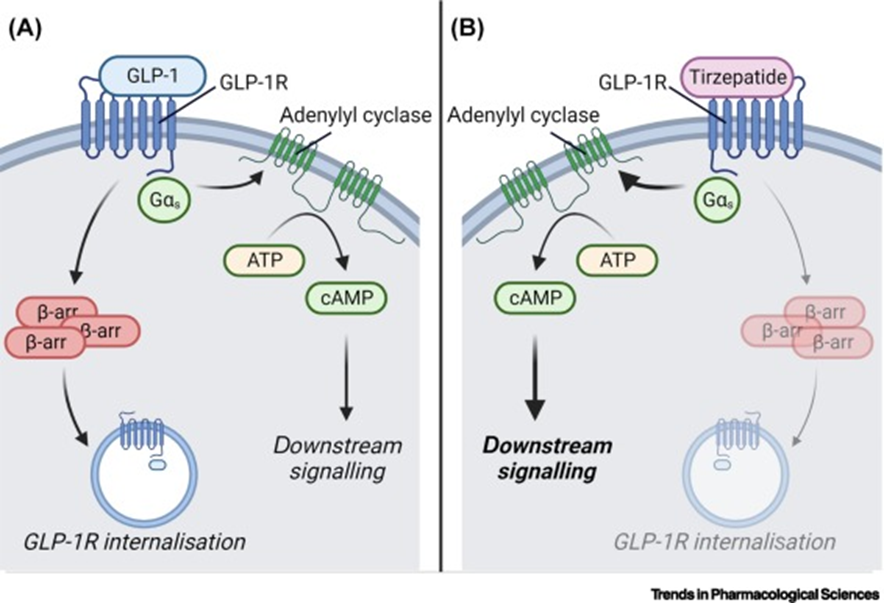 (A)
GLP-1
GLP-1R
Adenylyl cyclase
Gαs
ATP
cAMP
β-arr
β-arr
β-arr
Downstream
signalling
GLP-1R internalisation
(B)
Tirzepatide
GLP-1R
Adenylyl cyclase
Gαs
ATP
cAMP
β-arr
β-arr
β-arr
Downstream
signalling
GLP-1R internalisation
Trends in Pharmacological Sciences